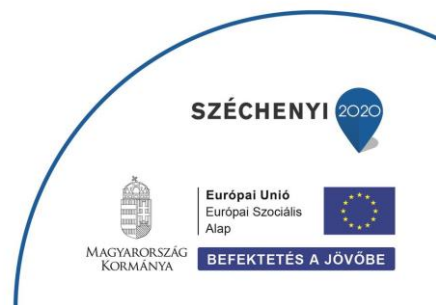 SZÉCHENYI 2020
Európai Unió
Európai Szociális
Alap
MAGYARORSZÁG
KORMÁNYA
BEFEKTETÉS A JÖVŐBE